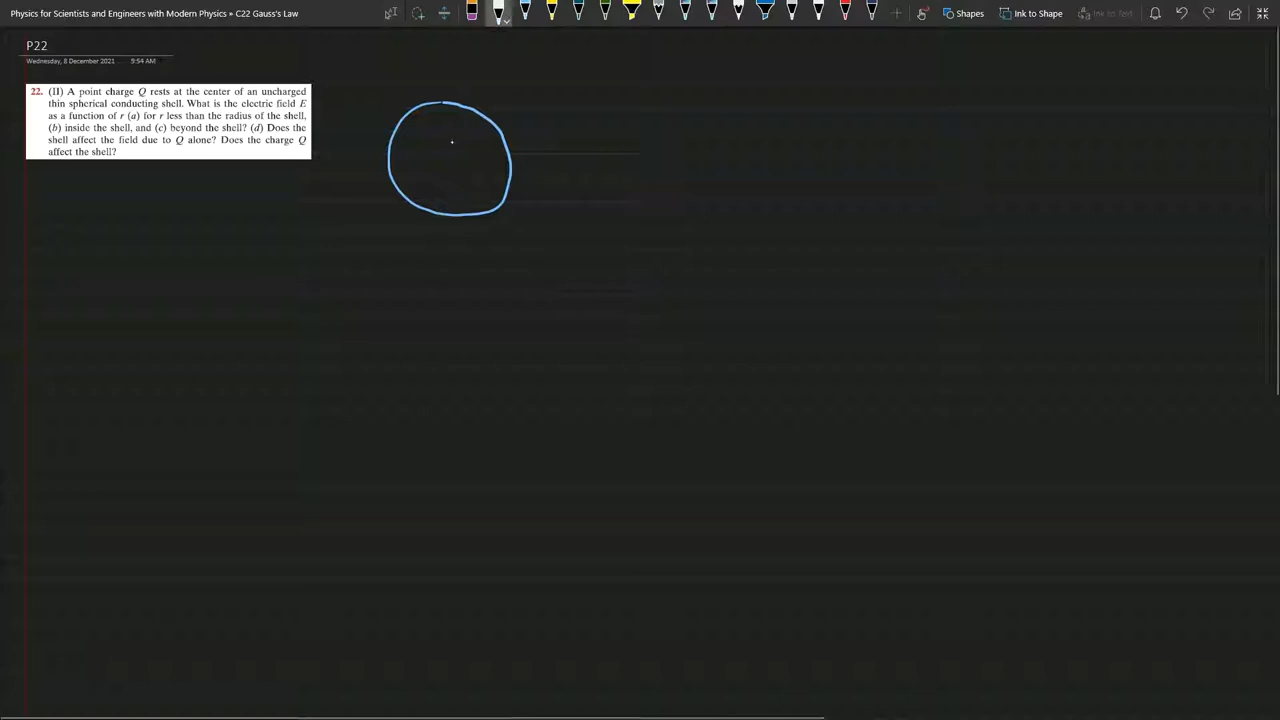 Physics for Scientists and Engineers with Modern Physics » C22 Gauss's Law
Shapes
Ink to Shape
Ink to Text
P22
Wednesday, 8 December 2021 9:54 AM
22. (II) A point charge Q rests at the center of an uncharged
thin spherical conducting shell. What is the electric field E
as a function of r (a) for r less than the radius of the shell,
(b) inside the shell, and (c) beyond the shell? (d) Does the
shell affect the field due to Q alone? Does the charge Q
affect the shell?